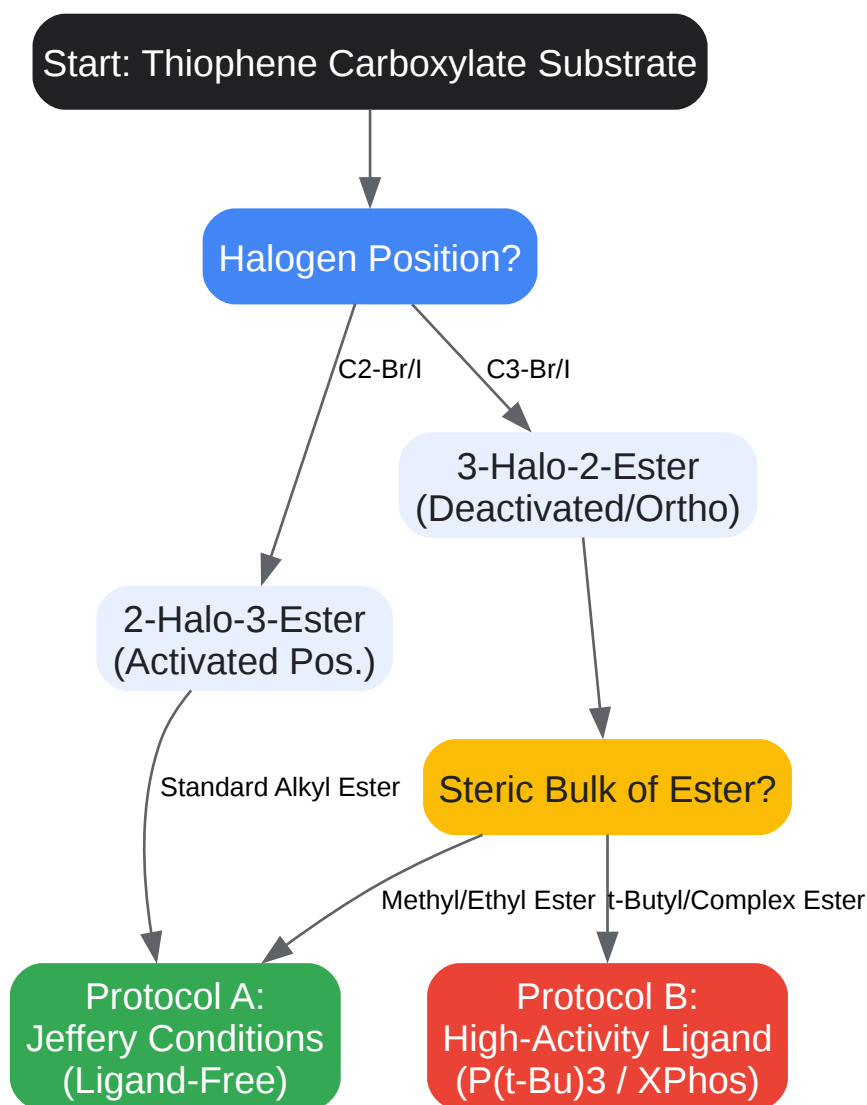 Start: Thiophene Carboxylate Substrate
Halogen Position?
C2-Br/I
C3-Br/I
3-Halo-2-Ester
(Deactivated/Ortho)
2-Halo-3-Ester
(Activated Pos.)
Standard Alkyl Ester
Steric Bulk of Ester?
Methyl/Ethyl Ester
t-Butyl/Complex Ester
Protocol A:
Jeffery Conditions
(Ligand-Free)
Protocol B:
High-Activity Ligand
(P(t-Bu)3 / XPhos)